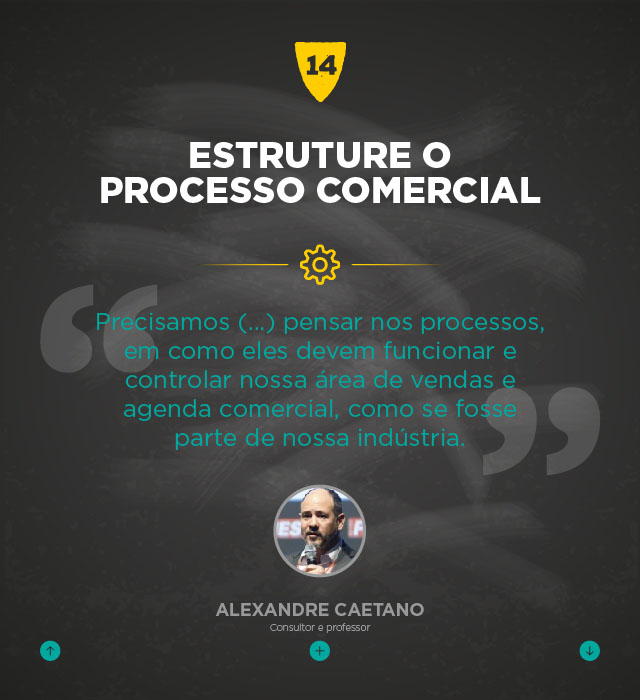 14
ESTRUTURE O
PROCESSO COMERCIAL
“
Precisamos (...) pensar nos processos,
em como eles devem funcionar e
controlar nossa área de vendas e
agenda comercial, como se fosse
parte de nossa indústria.
”
ALEXANDRE CAETANO
Consultor e professor